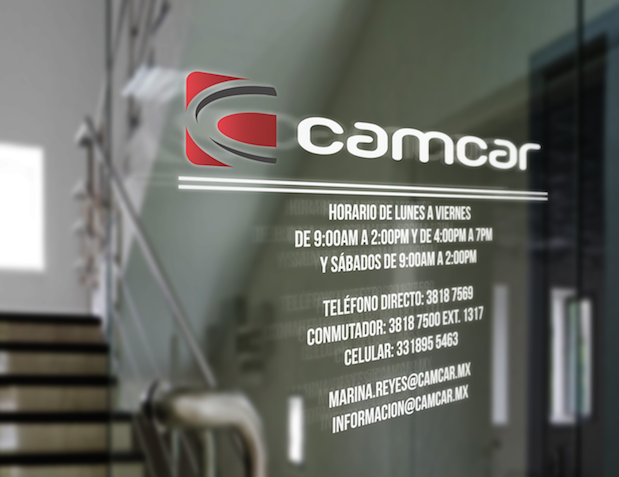 camcar
HORARIO DE LUNES A VIERNES
DE 9:00AM A 2:00PM Y DE 4:00PM A 7PM
Y SÁBADOS DE 9:00AM A 2:00PM
TELÉFONO DIRECTO: 3818 7569
CONMUTADOR: 3818 7500 EXT. 1317
CELULAR: 331895 5463
MARINA.REYES@CAMCAR.MX
INFORMACION@CAMCAR.MX